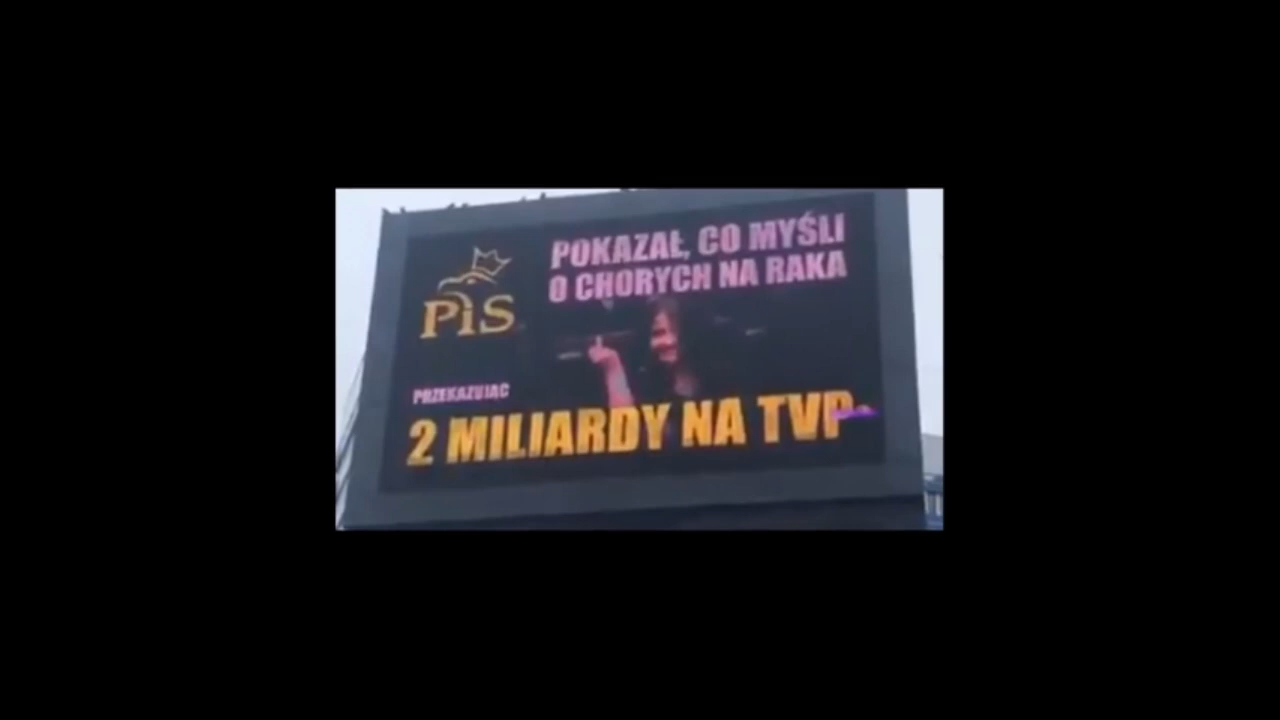 PiS
POKAZAŁ, CO MYŚLI
O CHORYCH NA RAKA
PRZEKAZUJĄC
2 MILIARDY NA TVP